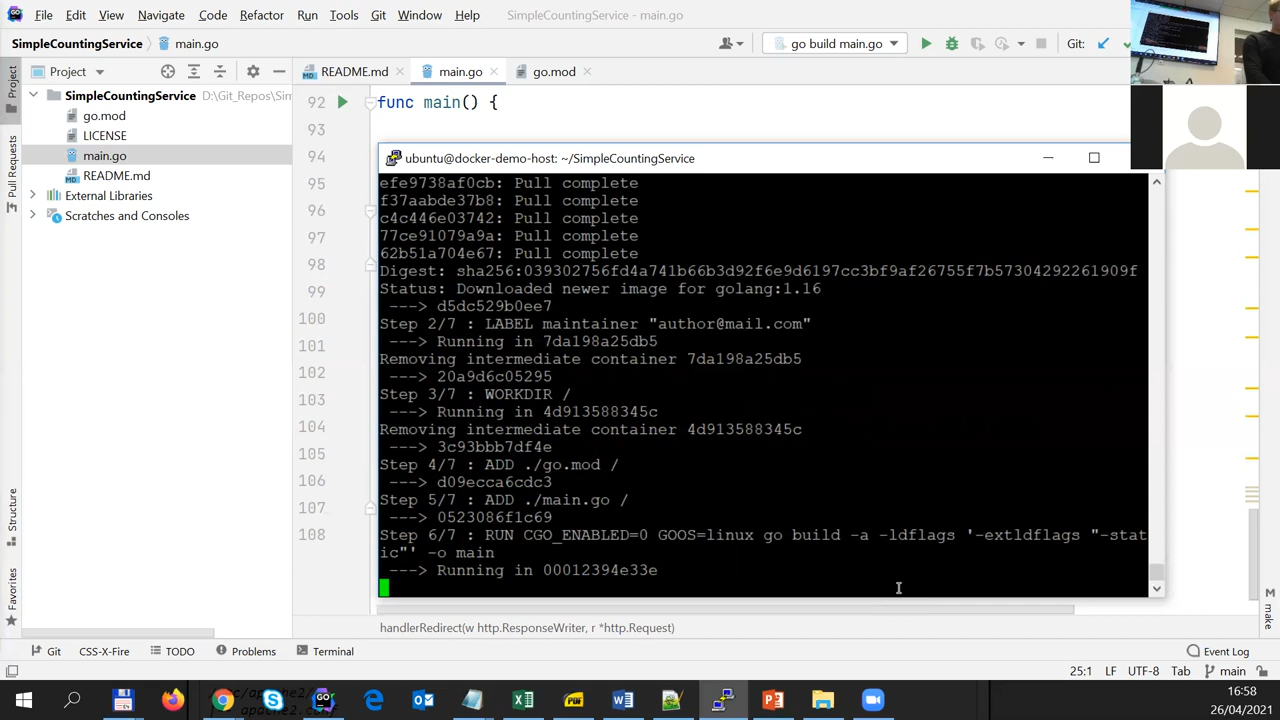 File Edit View Navigate Code Refactor Run Tools Git Window Help SimpleCountingService - main.go
SimpleCountingService main.go go build main.go Git:
Project README.md main.go go.mod
SimpleCountingService D:\Git_Repos\Sim
go.mod
LICENSE
main.go
README.md
External Libraries
Scratches and Consoles
Project
Pull Requests
Structure
Favorites
92 func main() {
93
94
95
96
97
98
99
100
101
102
103
104
105
106
107
108
ubuntu@docker-demo-host: ~/SimpleCountingService
efe9738af0cb: Pull complete
f37aabde37b8: Pull complete
c4c446e03742: Pull complete
77ce91079a9a: Pull complete
62b51a704e67: Pull complete
Digest: sha256:039302756fd4a741b66b3d92f6e9d6197cc3bf9af26755f7b57304292261909f
Status: Downloaded newer image for golang:1.16
---> d5dc529b0ee7
Step 2/7 : LABEL maintainer "author@mail.com"
---> Running in 7da198a25db5
Removing intermediate container 7da198a25db5
---> 20a9d6c05295
Step 3/7 : WORKDIR /
---> Running in 4d913588345c
Removing intermediate container 4d913588345c
---> 3c93bbb7df4e
Step 4/7 : ADD ./go.mod /
---> d09ecca6cdc3
Step 5/7 : ADD ./main.go /
---> 0523086f1c69
Step 6/7 : RUN CGO_ENABLED=0 GOOS=linux go build -a -ldflags '-extldflags "-stat
ic"' -o main
---> Running in 00012394e33e
make
handlerRedirect(w http.ResponseWriter, r *http.Request)
Git CSS-X-Fire TODO Problems Terminal Event Log
25:1 LF UTF-8 Tab main
16:58
26/04/2021